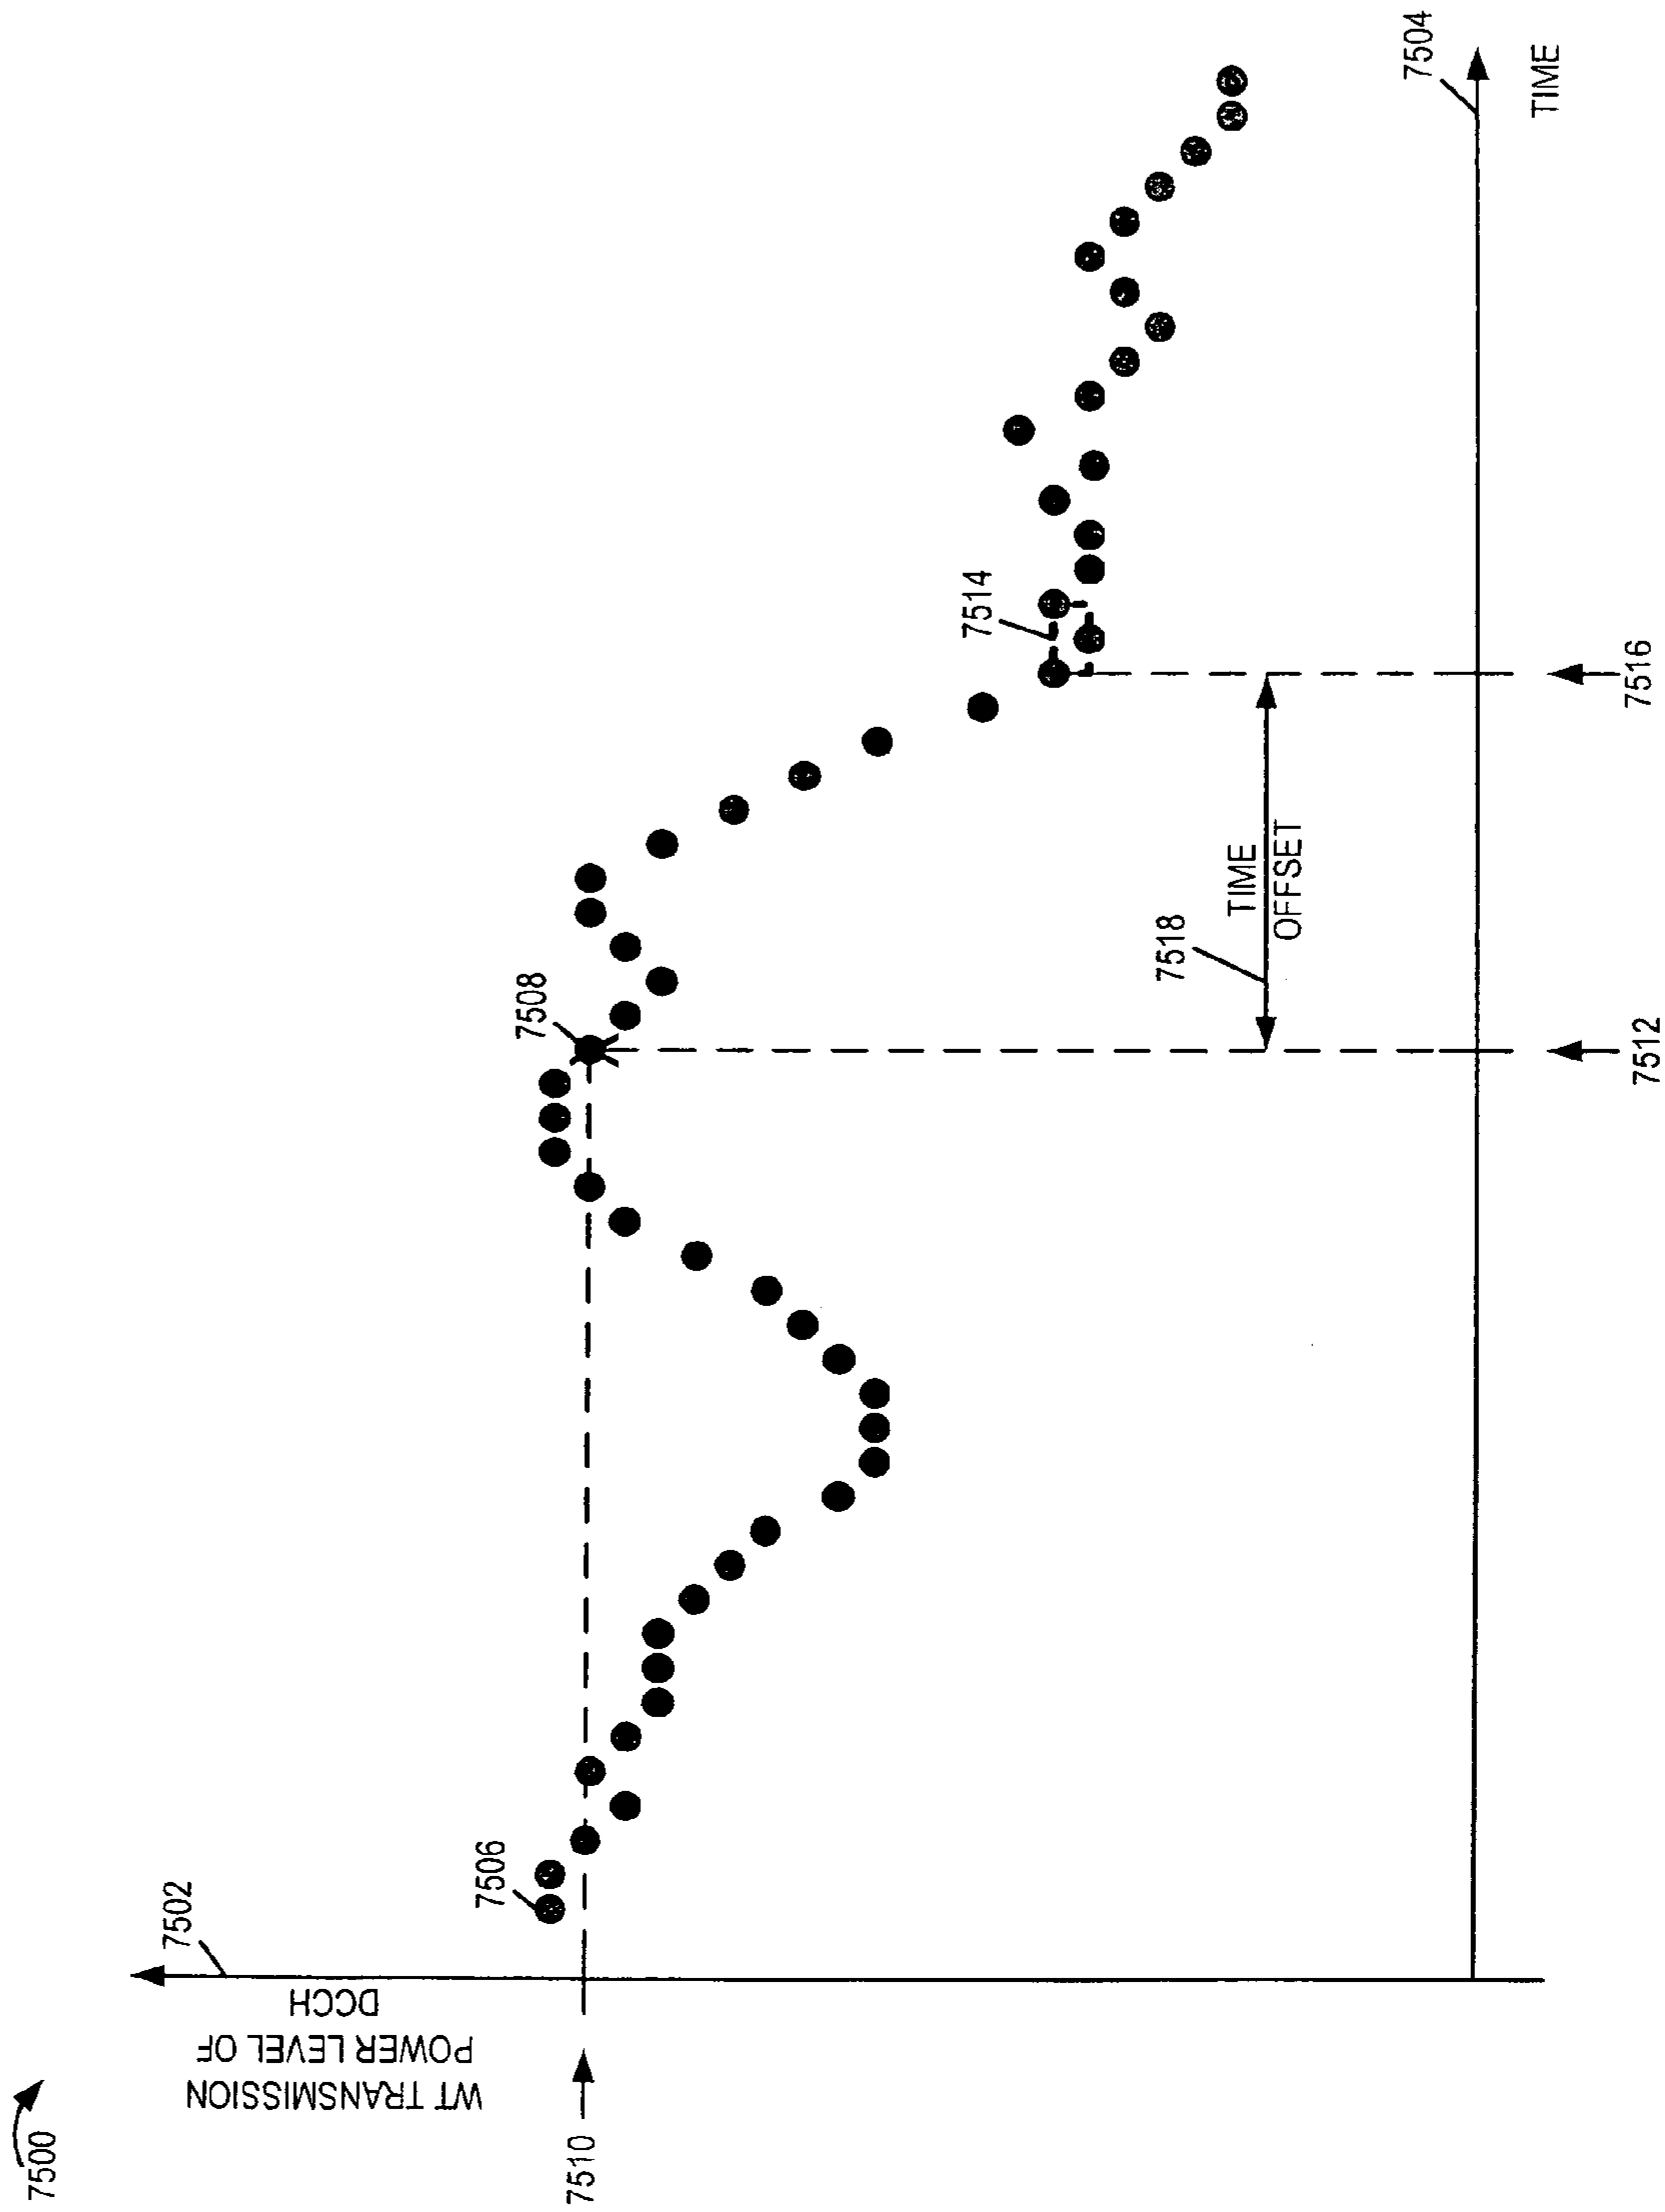 7500
WT TRANSMISSION
POWER LEVEL OF
DCCH
7502
7506
7510
7508
7514
7518
TIME
OFFSET
7504
TIME
7512
7516